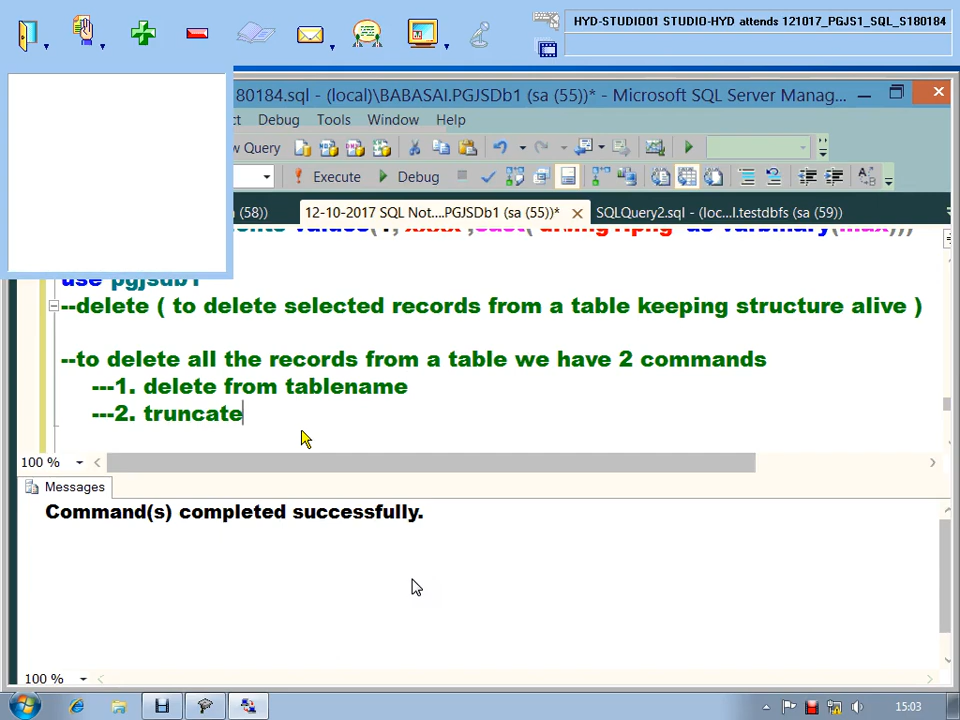 HYD-STUDIO01 STUDIO-HYD attends 121017_PGJS1_SQL_S180184
80184.sql - (local)\BABASAI.PGJSDb1 (sa (55))* - Microsoft SQL Server Manag...
ct Debug Tools Window Help
w Query
Execute Debug
(58)) 12-10-2017 SQL Not...PGJSDb1 (sa (55))* SQLQuery2.sql - (loc...l.testdbfs (sa (59))
as varbinary(max)))
use pgjsdb1
--delete ( to delete selected records from a table keeping structure alive )
--to delete all the records from a table we have 2 commands
---1. delete from tablename
---2. truncate
100 %
Messages
Command(s) completed successfully.
100 %
15:03